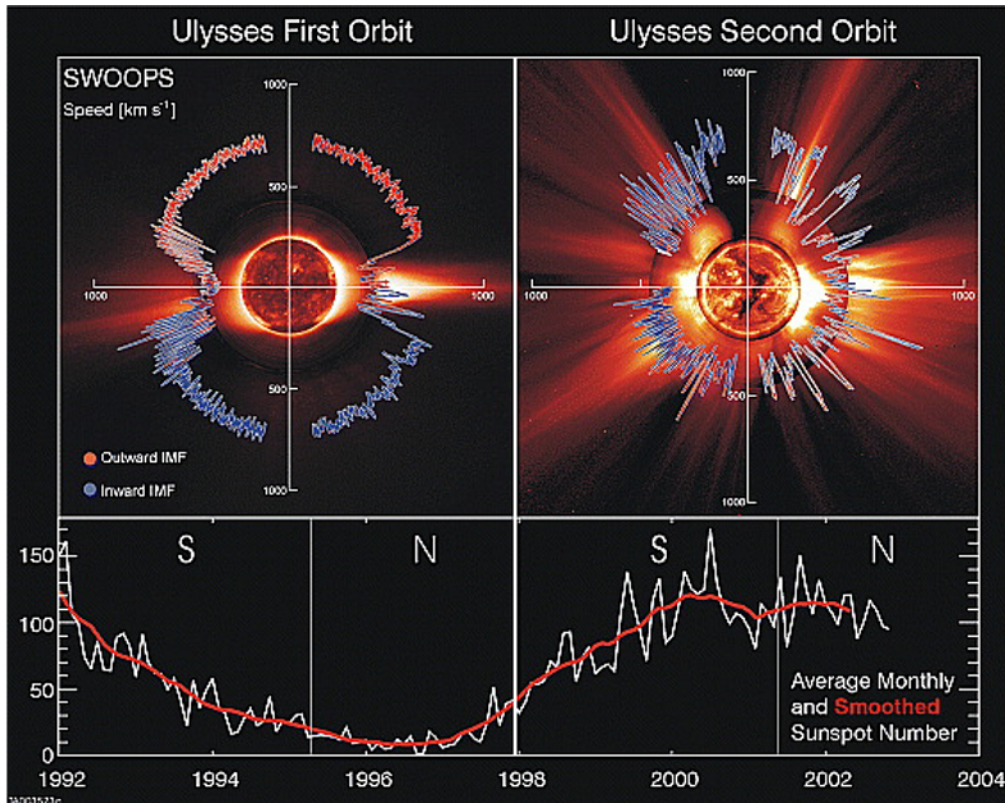 Ulysses First Orbit
Ulysses Second Orbit
SWOOPS
Speed [km s⁻¹]
1000
500
1000
1000
500
1000
Outward IMF
Inward IMF
1000
500
1000
1000
500
1000
S
N
S
N
150
100
50
0
Average Monthly
and Smoothed
Sunspot Number
1992
1994
1996
1998
2000
2002
2004